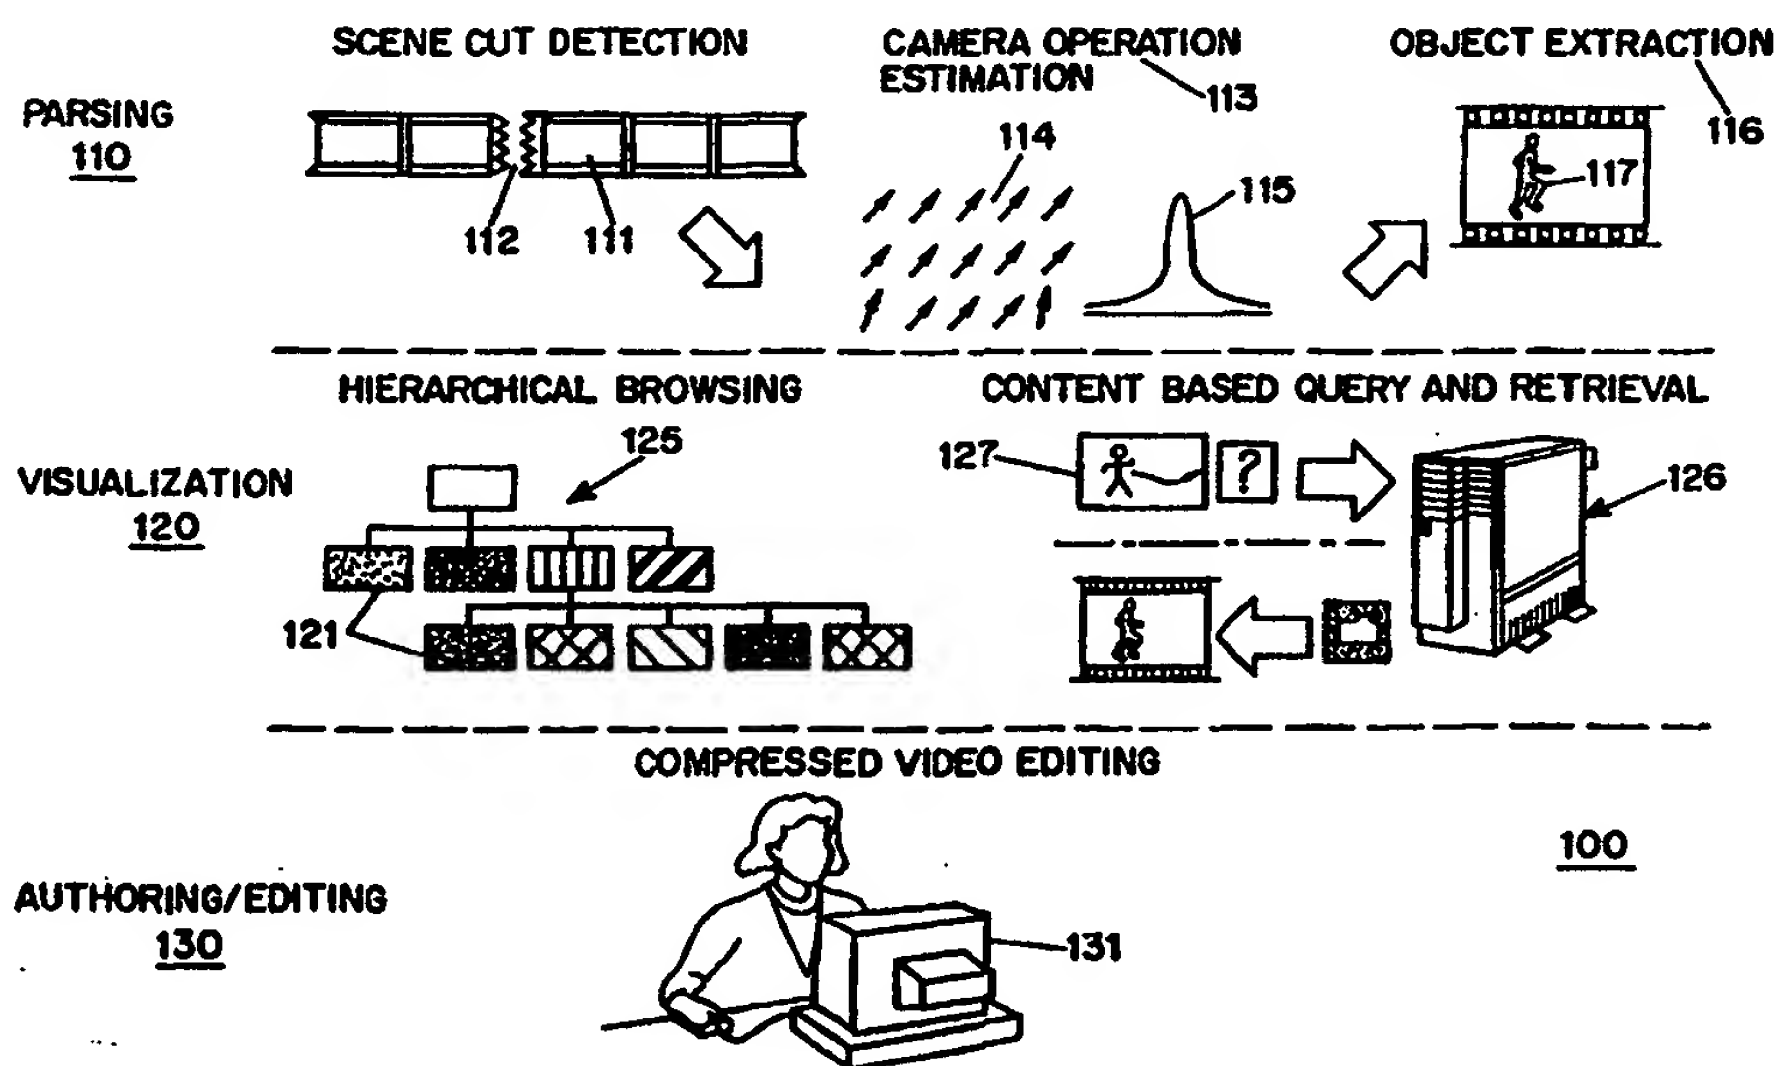 SCENE CUT DETECTION
CAMERA OPERATION
ESTIMATION
OBJECT EXTRACTION
PARSING
110
113
116
114
115
117
112
111
HIERARCHICAL BROWSING
CONTENT BASED QUERY AND RETRIEVAL
125
127
?
126
VISUALIZATION
120
121
COMPRESSED VIDEO EDITING
100
AUTHORING/EDITING
130
131